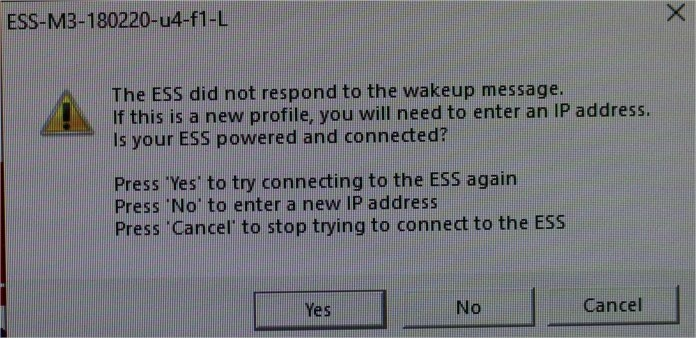 ESS-M3-180220-u4-f1-L
The ESS did not respond to the wakeup message.
If this is a new profile, you will need to enter an IP address.
Is your ESS powered and connected?
Press 'Yes' to try connecting to the ESS again
Press 'No' to enter a new IP address
Press 'Cancel' to stop trying to connect to the ESS
Yes
No
Cancel